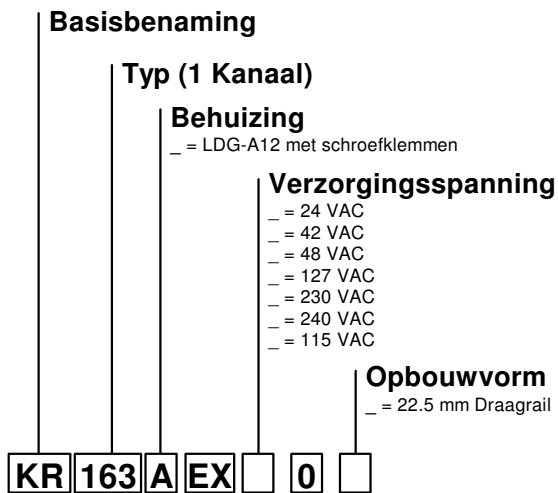 Basisbenaming
Typ (1 Kanaal)
Behuizing
_ = LDG-A12 met schroefklemmen
Verzorgingsspanning
_ = 24 VAC
_ = 42 VAC
_ = 48 VAC
_ = 127 VAC
_ = 230 VAC
_ = 240 VAC
_ = 115 VAC
Opbouwvorm
_ = 22.5 mm Draagrail
KR 163 A EX 0